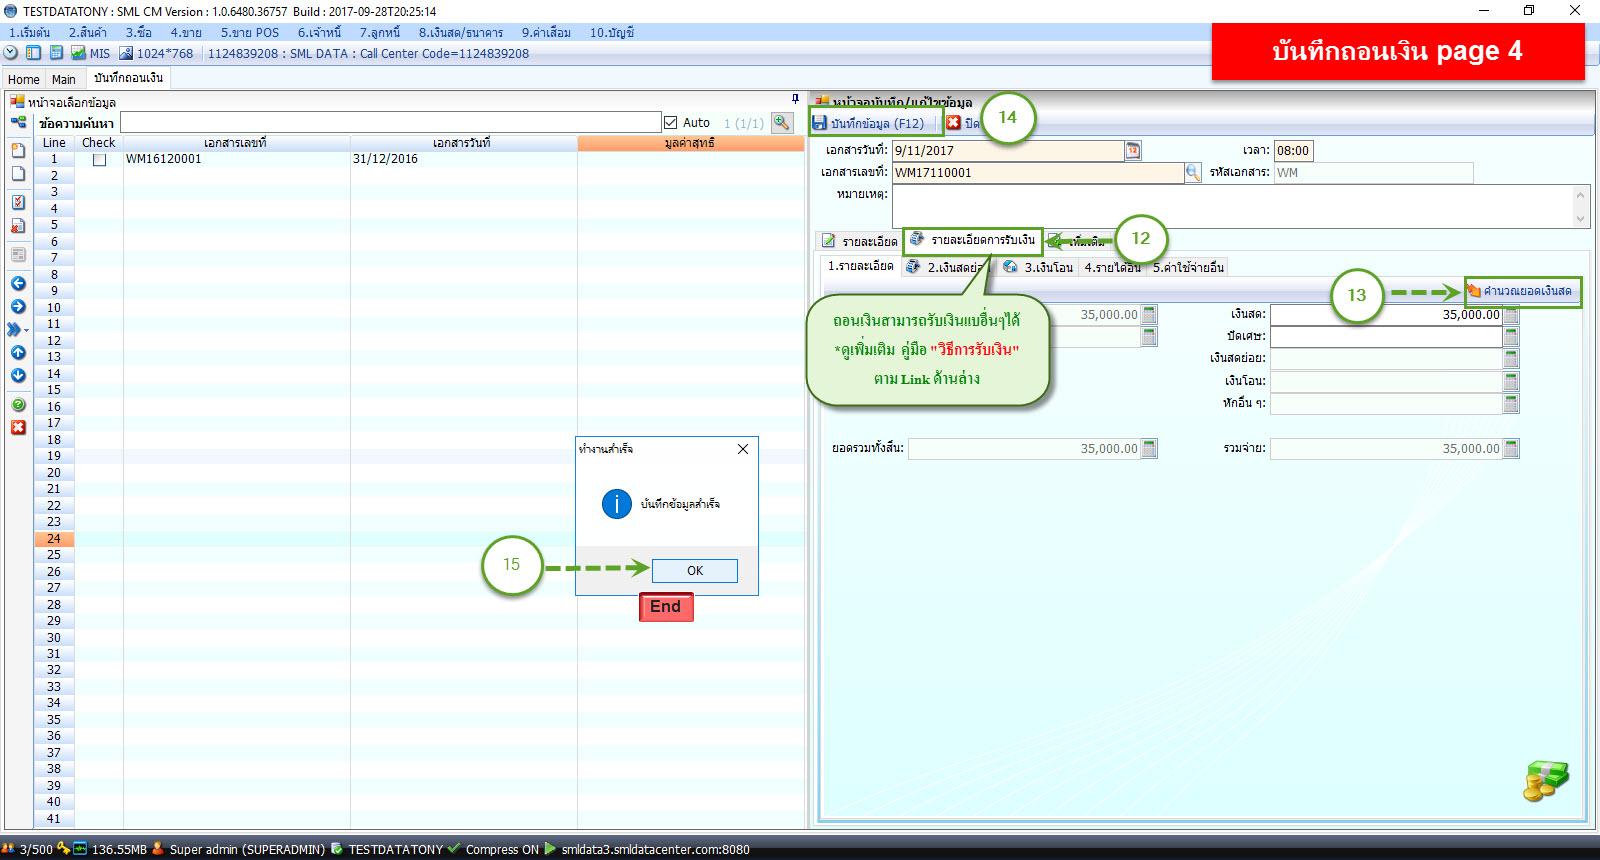 TESTDATATONY : SML CM Version : 1.0.6480.36757  Build : 2017-09-28T20:25:14
1.เริ่มต้น 2.สินค้า 3.ซื้อ 4.ขาย 5.ขาย POS 6.เจ้าหนี้ 7.ลูกหนี้ 8.เงินสด/ธนาคาร 9.ค่าเสื่อม 10.บัญชี
บันทึกถอนเงิน page 4
MIS 1024*768 1124839208 : SML DATA : Call Center Code=1124839208
Home Main บันทึกถอนเงิน
หน้าจอเลือกข้อมูล
ข้อความค้นหา Auto 1 (1/1)
Line Check เอกสารเลขที่ เอกสารวันที่ มูลค่าสุทธิ
1 WM16120001 31/12/2016
2
3
4
5
6
7
8
9
10
11
12
13
14
15
16
17
18
19
20
21
22
23
24
25
26
27
28
29
30
31
32
33
34
35
36
37
38
39
40
41
หน้าจอบันทึก/แก้ไขข้อมูล
บันทึกข้อมูล (F12) ปิด 14
เอกสารวันที่: 9/11/2017 เวลา: 08:00
เอกสารเลขที่: WM17110001 รหัสเอกสาร: WM
หมายเหตุ:
รายละเอียด รายละเอียดการรับเงิน เพิ่มเติม 12
1.รายละเอียด 2.เงินสดย่อย 3.เงินโอน 4.รายได้อื่น 5.ค่าใช้จ่ายอื่น
13 คำนวณยอดเงินสด
35,000.00 เงินสด: 35,000.00
ปัดเศษ:
เงินสดย่อย:
เงินโอน:
หักอื่น ๆ:
ยอดรวมทั้งสิ้น: 35,000.00 รวมจ่าย: 35,000.00
ถอนเงินสามารถรับเงินแบอื่นๆได้
*ดูเพิ่มเติม คู่มือ "วิธีการรับเงิน"
ตาม Link ด้านล่าง
ทำงานสำเร็จ
บันทึกข้อมูลสำเร็จ
15 OK
End
3/500 136.55MB Super admin (SUPERADMIN) TESTDATATONY Compress ON smldata3.smldatacenter.com:8080